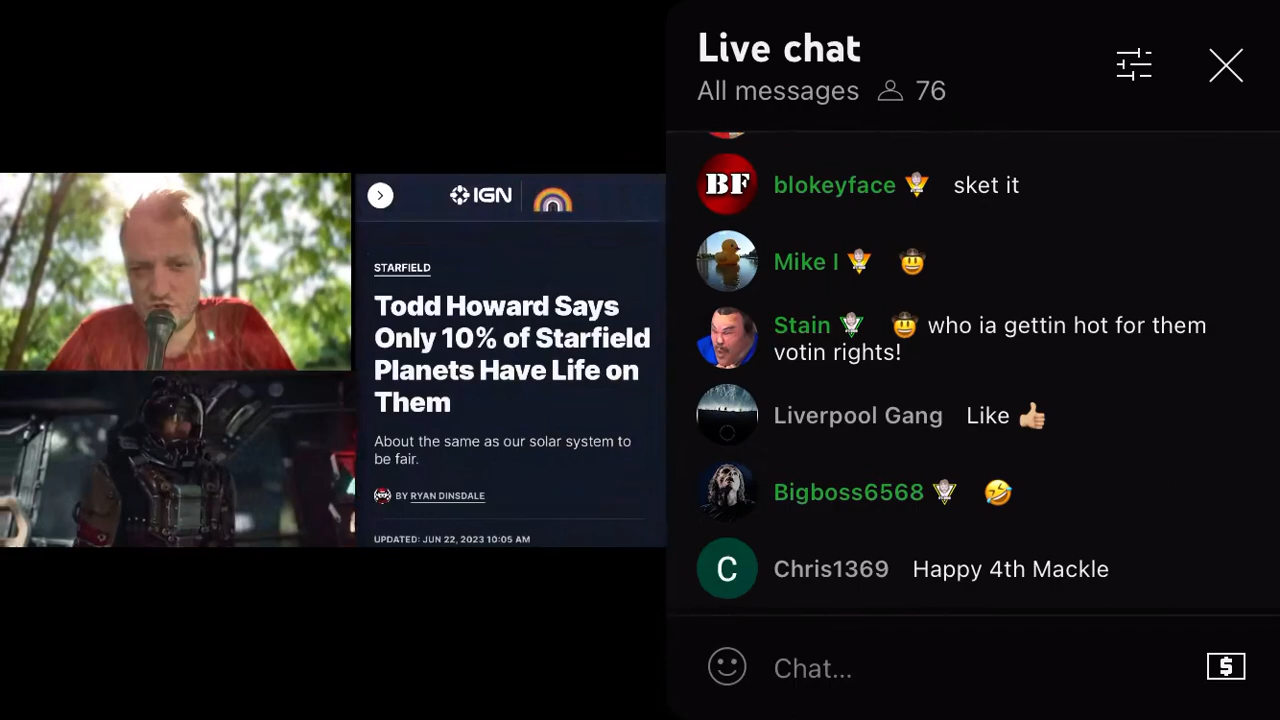 IGN
STARFIELD
Todd Howard Says
Only 10% of Starfield
Planets Have Life on
Them
About the same as our solar system to
be fair.
BY RYAN DINSDALE
UPDATED: JUN 22, 2023 10:05 AM
Live chat
All messages 76
BF
blokeyface sket it
Mike I 🤠
Stain 🤠 who ia gettin hot for them
votin rights!
Liverpool Gang Like 👍🏼
Bigboss6568 🤣
C
Chris1369 Happy 4th Mackle
Chat...
$